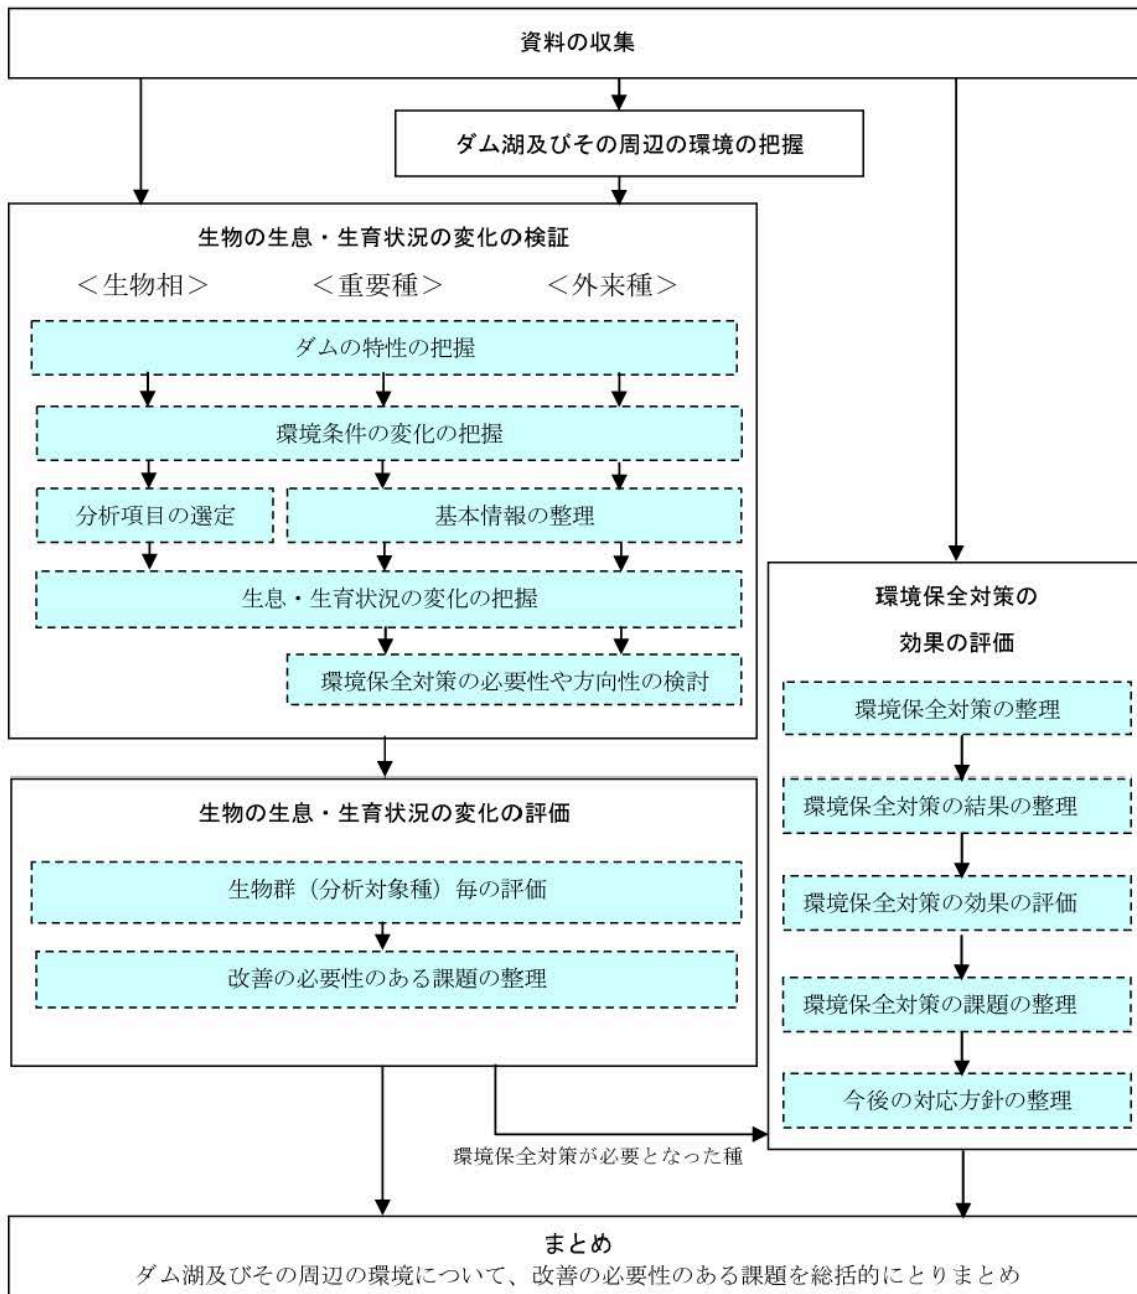 資料の収集
ダム湖及びその周辺の環境の把握
生物の生息・生育状況の変化の検証
＜生物相＞ ＜重要種＞ ＜外来種＞
ダムの特性の把握
環境条件の変化の把握
分析項目の選定
基本情報の整理
生息・生育状況の変化の把握
環境保全対策の必要性や方向性の検討
生物の生息・生育状況の変化の評価
生物群（分析対象種）毎の評価
改善の必要性のある課題の整理
環境保全対策の
効果の評価
環境保全対策の整理
環境保全対策の結果の整理
環境保全対策の効果の評価
環境保全対策の課題の整理
今後の対応方針の整理
環境保全対策が必要となった種
まとめ
ダム湖及びその周辺の環境について、改善の必要性のある課題を総括的にとりまとめ